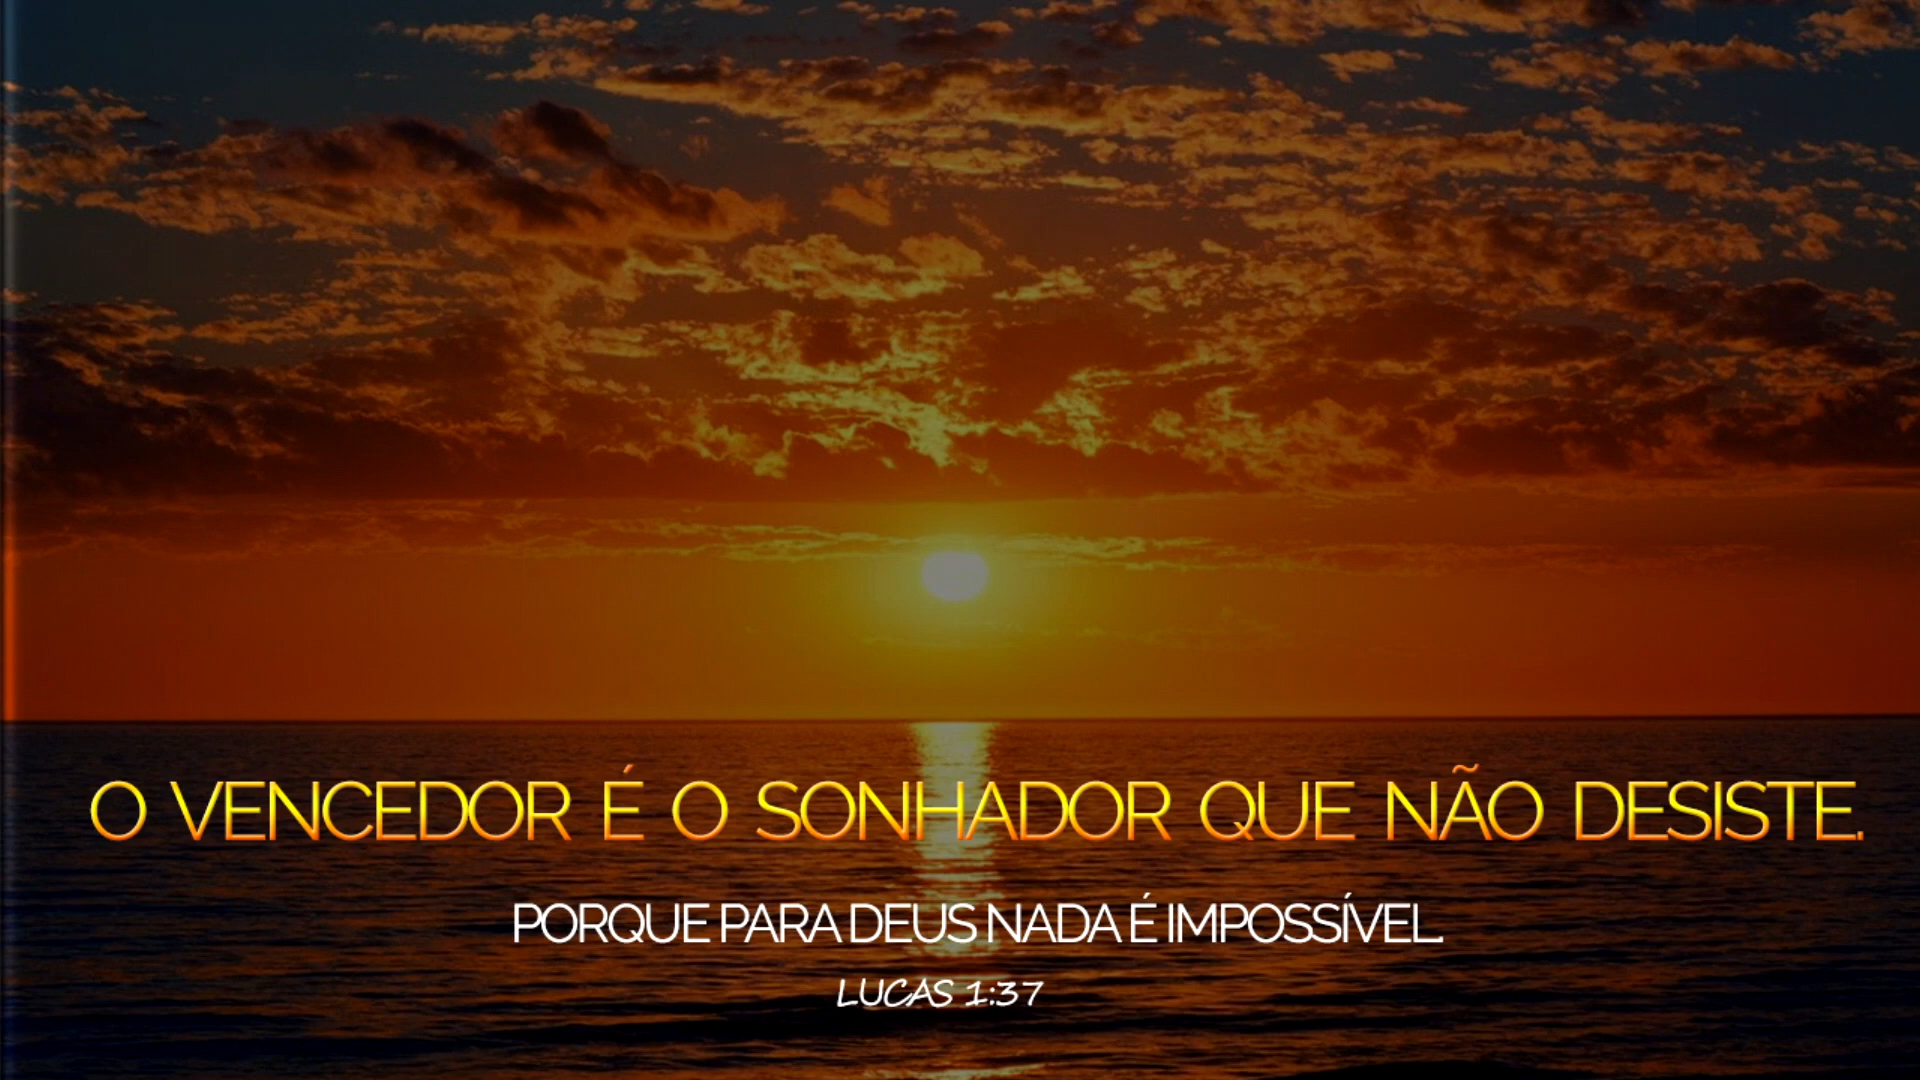 O VENCEDOR É O SONHADOR QUE NÃO DESISTE.
PORQUE PARA DEUS NADA É IMPOSSÍVEL.
LUCAS 1:37